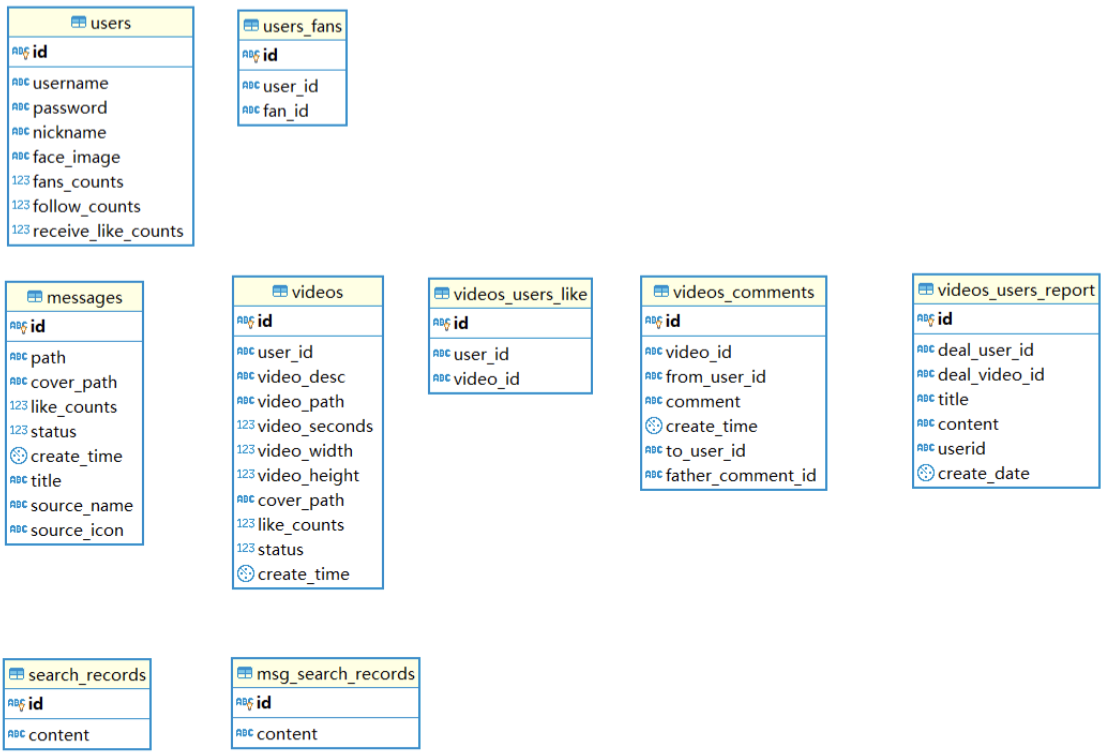 users
ABC id
ABC username
ABC password
ABC nickname
ABC face_image
123 fans_counts
123 follow_counts
123 receive_like_counts
users_fans
ABC id
ABC user_id
ABC fan_id
messages
ABC id
ABC path
ABC cover_path
123 like_counts
123 status
create_time
ABC title
ABC source_name
ABC source_icon
videos
ABC id
ABC user_id
ABC video_desc
ABC video_path
123 video_seconds
123 video_width
123 video_height
ABC cover_path
123 like_counts
123 status
create_time
videos_users_like
ABC id
ABC user_id
ABC video_id
videos_comments
ABC id
ABC video_id
ABC from_user_id
ABC comment
create_time
ABC to_user_id
ABC father_comment_id
videos_users_report
ABC id
ABC deal_user_id
ABC deal_video_id
ABC title
ABC content
ABC userid
create_date
search_records
ABC id
ABC content
msg_search_records
ABC id
ABC content